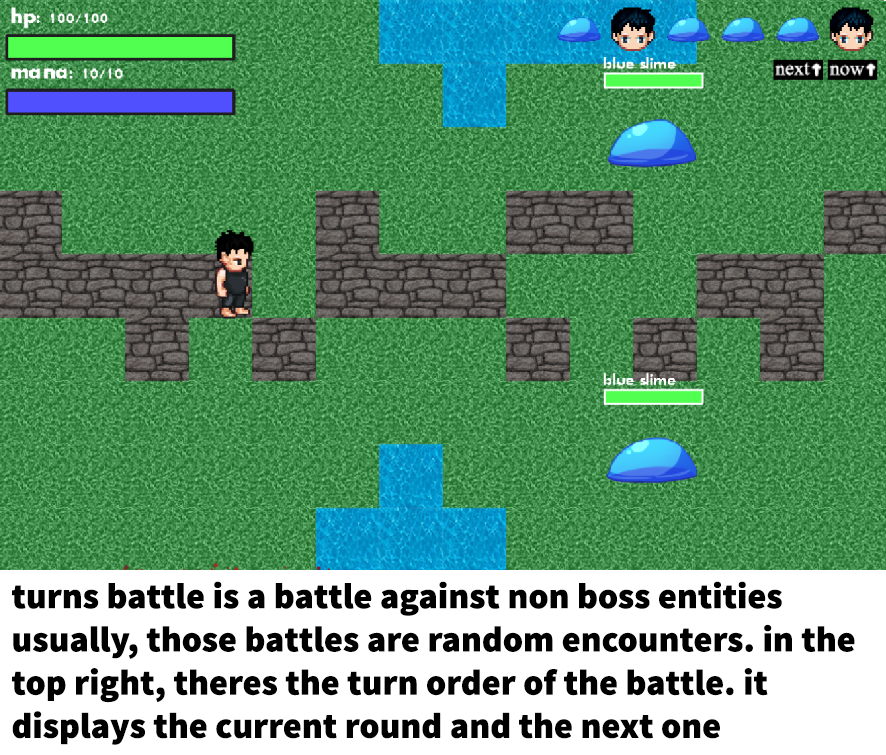 hp: 100/100
mana: 10/10
blue slime
next⬆ now⬆
blue slime
turns battle is a battle against non boss entities
usually, those battles are random encounters. in the
top right, theres the turn order of the battle. it
displays the current round and the next one